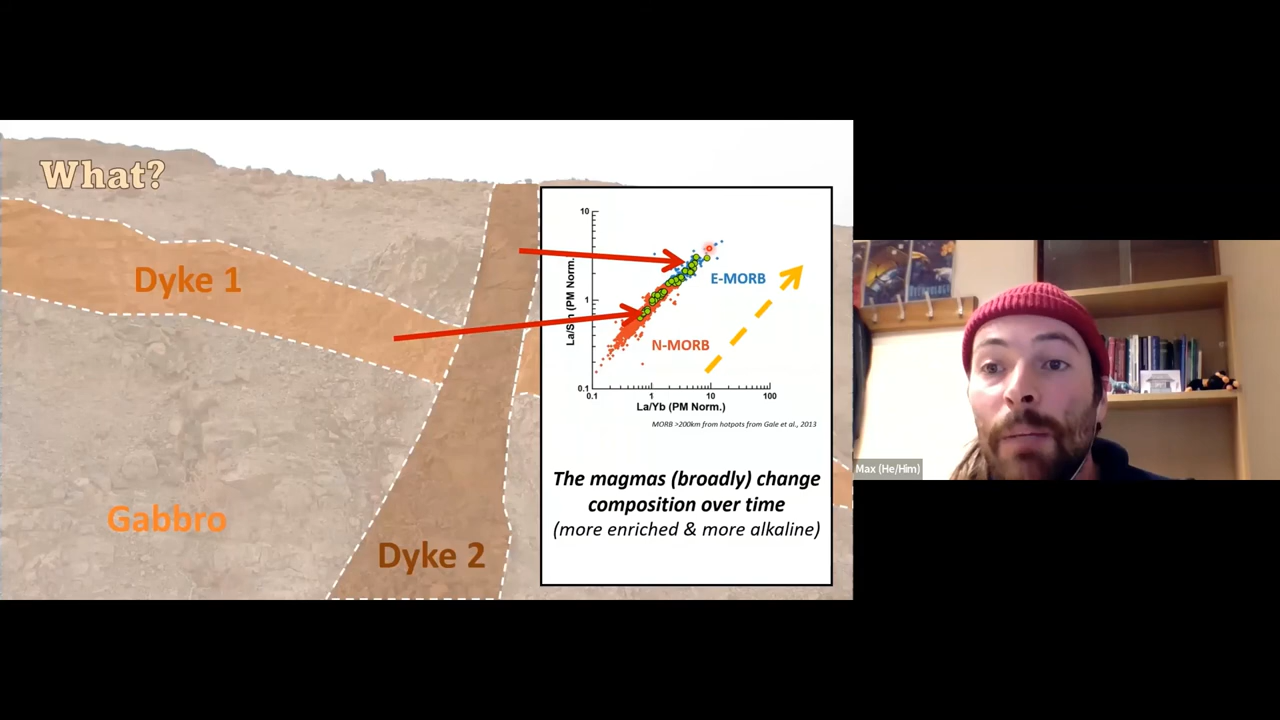 What?
Dyke 1
Gabbro
Dyke 2
10
1
0.1
0.1
1
10
100
La/Sm (PM Norm.)
La/Yb (PM Norm.)
E-MORB
N-MORB
MORB >200km from hotpots from Gale et al., 2013
The magmas (broadly) change
composition over time
(more enriched & more alkaline)
Max (He/Him)